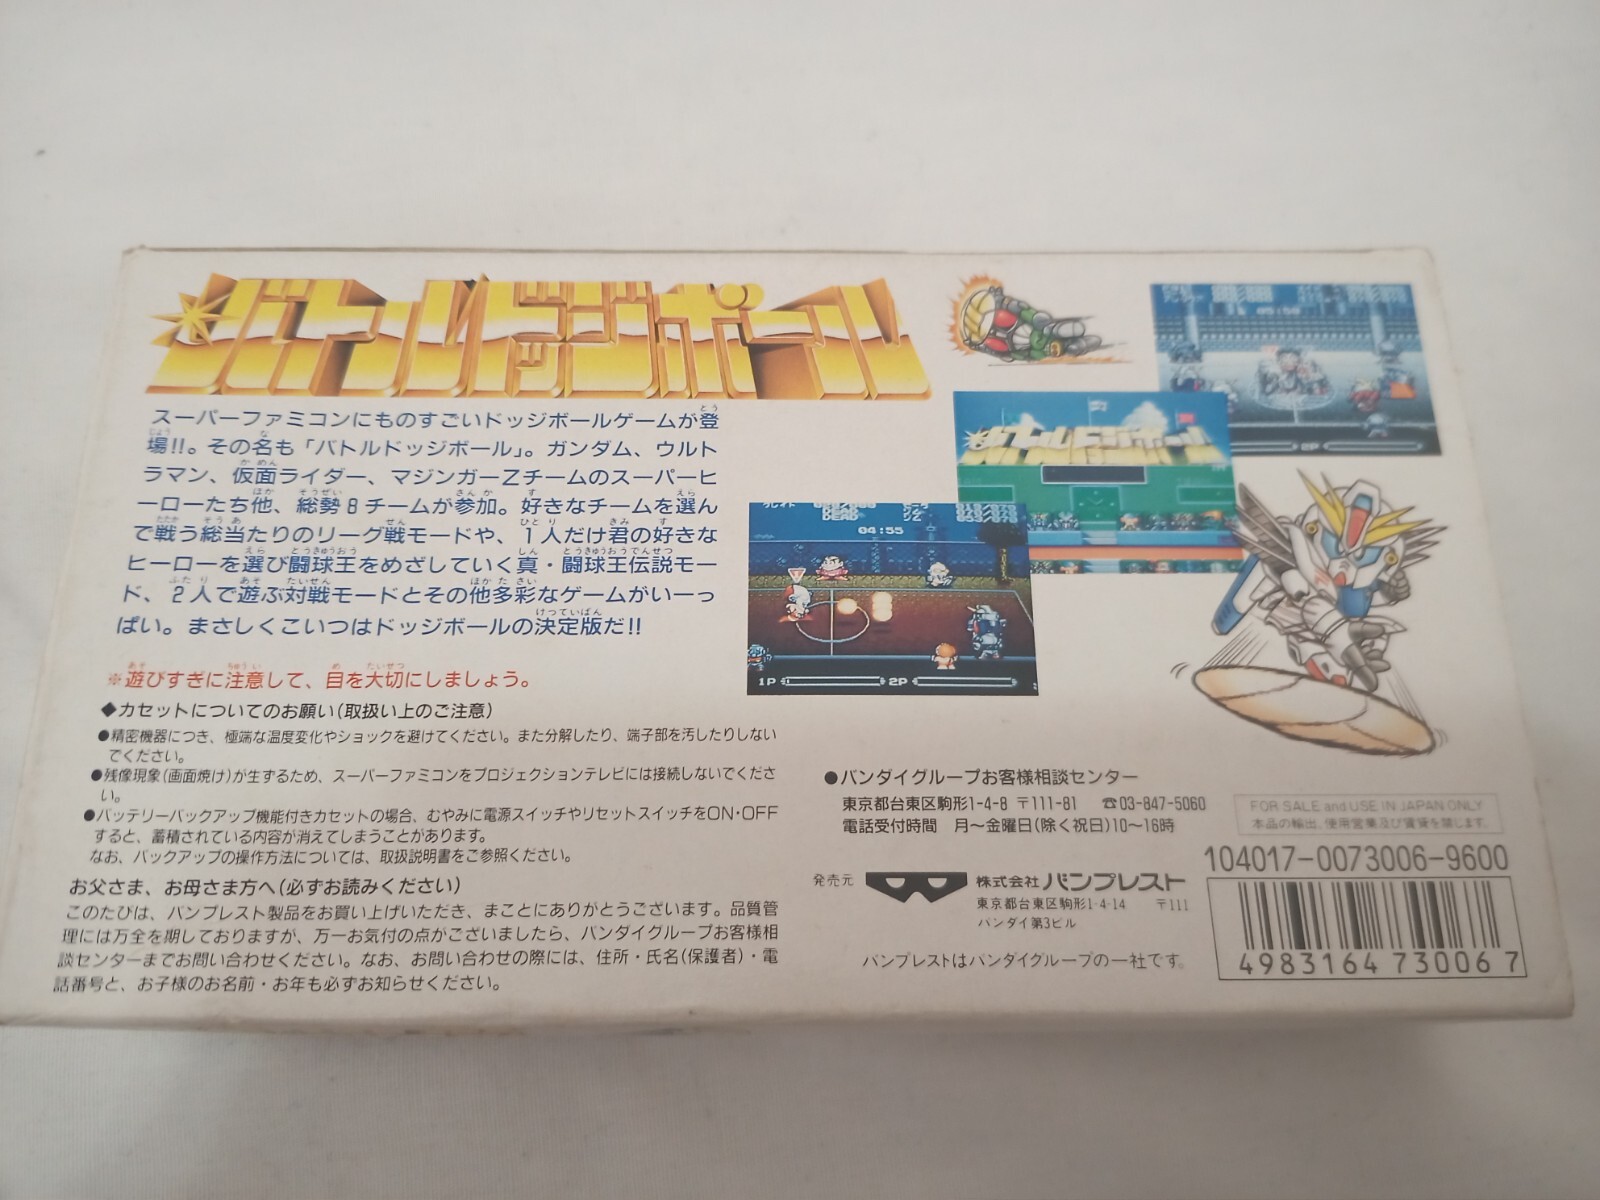 バトルドッジボール
スーパーファミコンにものすごいドッジボールゲームが登
場!!。その名も「バトルドッジボール」。ガンダム、ウルト
ラマン、仮面ライダー、マジンガーZチームのスーパーヒ
ーローたち他、総勢8チームが参加。好きなチームを選ん
で戦う総当たりのリーグ戦モードや、1人だけ君の好きな
ヒーローを選び闘球王をめざしていく真・闘球王伝説モー
ド、2人で遊ぶ対戦モードとその他多彩なゲームがいーっ
ぱい。まさしくこいつはドッジボールの決定版だ!!
※遊びすぎに注意して、目を大切にしましょう。
◆カセットについてのお願い(取扱い上のご注意)
●精密機器につき、極端な温度変化やショックを避けてください。また分解したり、端子部を汚したりしない
でください。
●残像現象(画面焼け)が生ずるため、スーパーファミコンをプロジェクションテレビには接続しないでくださ
い。
●バッテリーバックアップ機能付きカセットの場合、むやみに電源スイッチやリセットスイッチをON・OFF
すると、蓄積されている内容が消えてしまうことがあります。
なお、バックアップの操作方法については、取扱説明書をご参照ください。
お父さま、お母さま方へ(必ずお読みください)
このたびは、バンプレスト製品をお買い上げいただき、まことにありがとうございます。品質管
理には万全を期しておりますが、万一お気付の点がございましたら、バンダイグループお客様相
談センターまでお問い合わせください。なお、お問い合わせの際には、住所・氏名(保護者)・電
話番号と、お子様のお名前・お年も必ずお知らせください。
バトルドッジボール
DEAD
04:55
1P
2P
2P
●バンダイグループお客様相談センター
東京都台東区駒形1-4-8 〒111-81 ☎03-847-5060
電話受付時間 月〜金曜日(除く祝日)10〜16時
発売元
株式会社バンプレスト
東京都台東区駒形1-4-14 〒111
バンダイ第3ビル
バンプレストはバンダイグループの一社です。
FOR SALE and USE IN JAPAN ONLY
本品の輸出、使用営業及び賃貸を禁じます。
104017-0073006-9600
4983164 730067